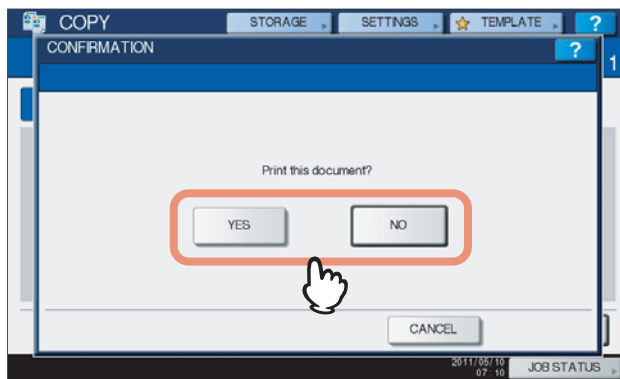 COPY
STORAGE
SETTINGS
TEMPLATE
?
CONFIRMATION
?
1
Print this document?
YES
NO
CANCEL
2011/05/10
07:10
JOB STATUS